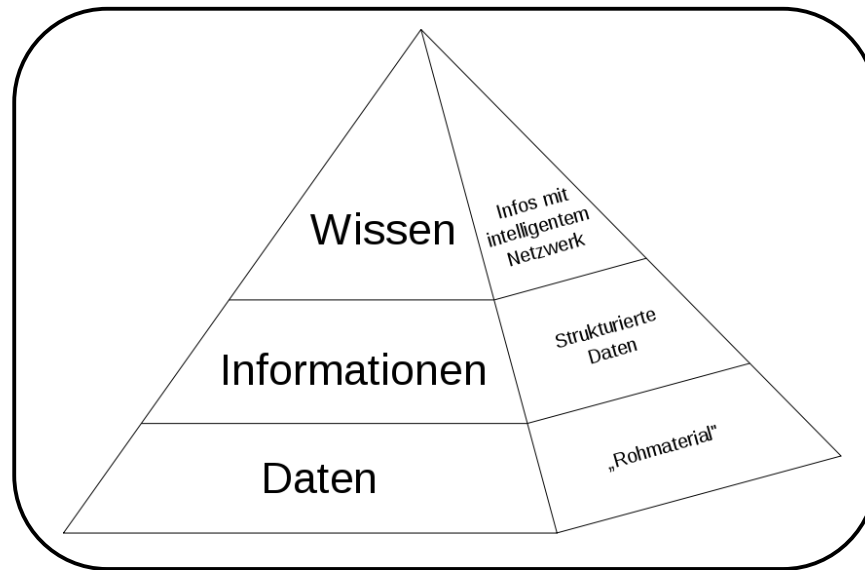 Wissen
Infos mit
intelligentem
Netzwerk
Informationen
Strukturierte
Daten
Daten
„Rohmaterial"